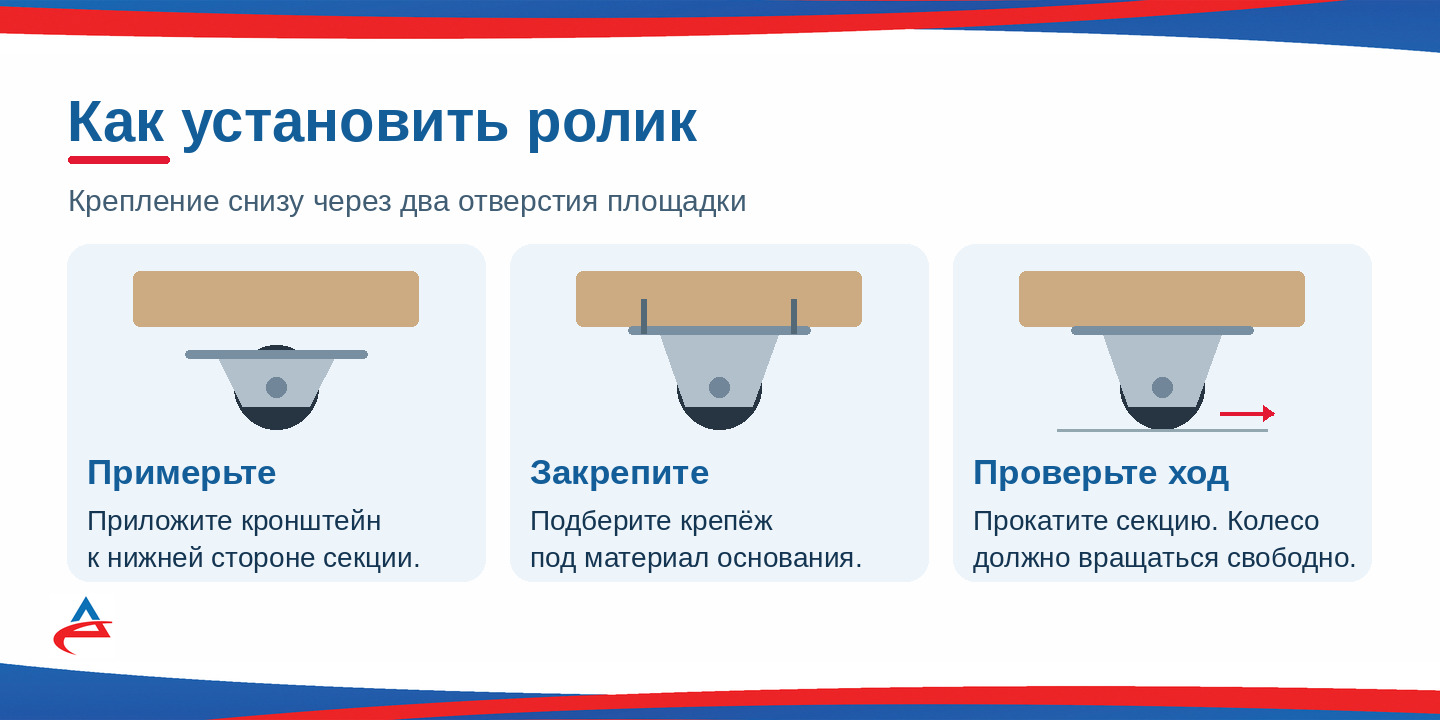 Как установить ролик
Крепление снизу через два отверстия площадки
Примерьте
Приложите кронштейн
к нижней стороне секции.
Закрепите
Подберите крепёж
под материал основания.
Проверьте ход
Прокатите секцию. Колесо
должно вращаться свободно.